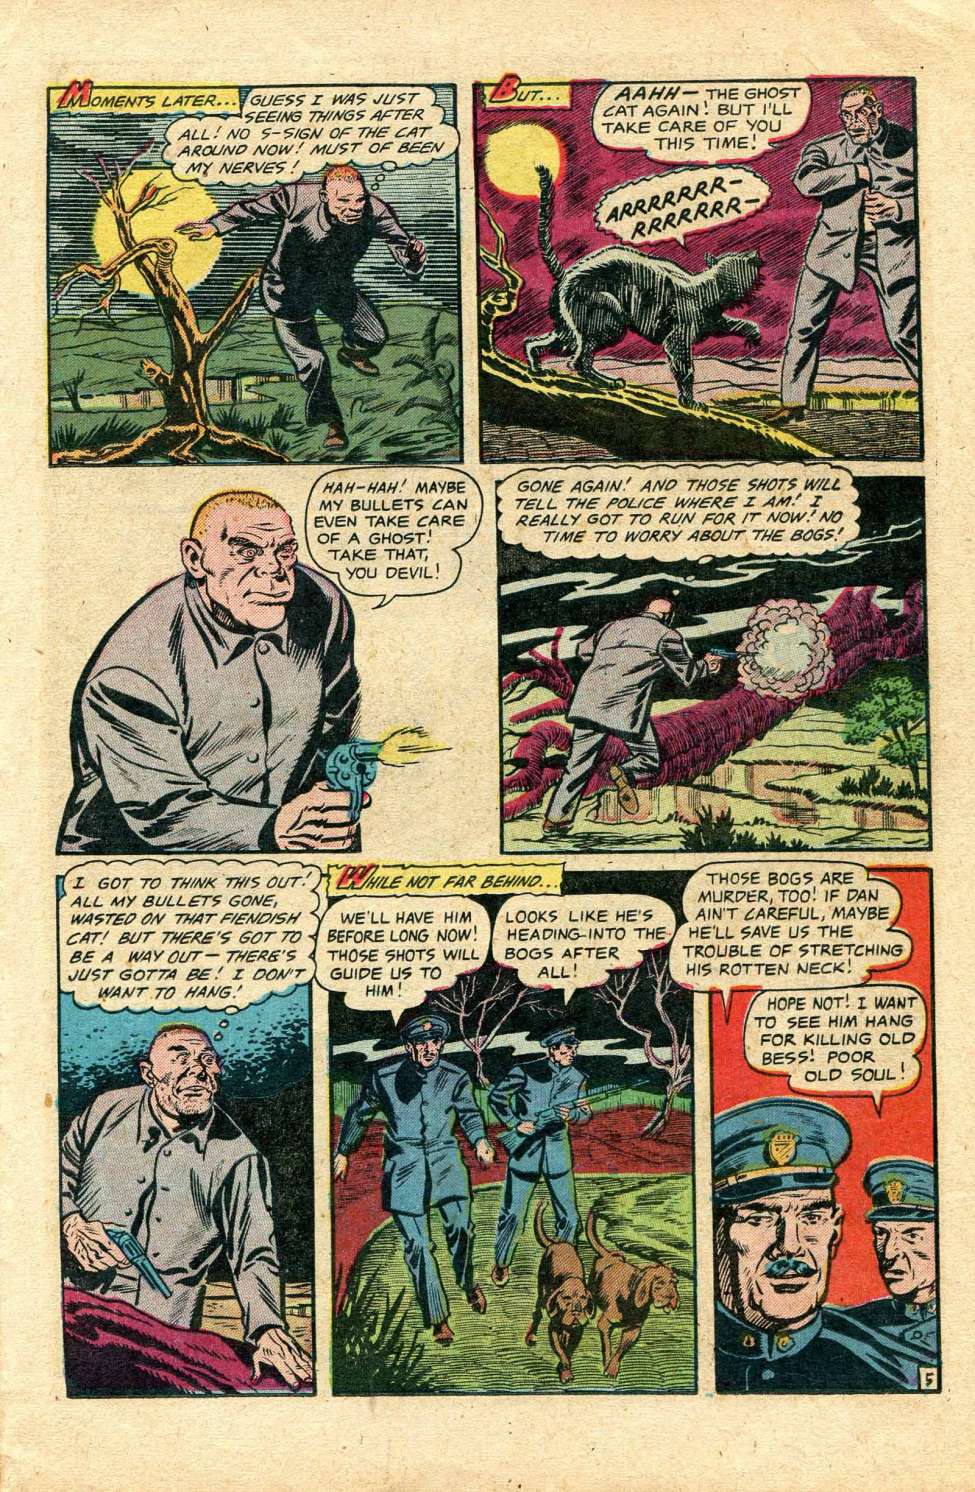 MOMENTS LATER...
GUESS I WAS JUST
SEEING THINGS AFTER
ALL! NO S-SIGN OF THE CAT
AROUND NOW! MUST OF BEEN
MY NERVES!
BUT...
AAHH— THE GHOST
CAT AGAIN! BUT I'LL
TAKE CARE OF YOU
THIS TIME!
ARRRRRRR-
RRRRRRR-
HAH-HAH! MAYBE
MY BULLETS CAN
EVEN TAKE CARE
OF A GHOST!
TAKE THAT,
YOU DEVIL!
GONE AGAIN! AND THOSE SHOTS WILL
TELL THE POLICE WHERE I AM! I
REALLY GOT TO RUN FOR IT NOW! NO
TIME TO WORRY ABOUT THE BOGS!
I GOT TO THINK THIS OUT!
ALL MY BULLETS GONE,
WASTED ON THAT FIENDISH
CAT! BUT THERE'S GOT TO
BE A WAY OUT— THERE'S
JUST GOTTA BE! I DON'T
WANT TO HANG!
WHILE NOT FAR BEHIND...
WE'LL HAVE HIM
BEFORE LONG NOW!
THOSE SHOTS WILL
GUIDE US TO
HIM!
LOOKS LIKE HE'S
HEADING INTO THE
BOGS AFTER
ALL!
THOSE BOGS ARE
MURDER, TOO! IF DAN
AIN'T CAREFUL, MAYBE
HE'LL SAVE US THE
TROUBLE OF STRETCHING
HIS ROTTEN NECK!
HOPE NOT! I WANT
TO SEE HIM HANG
FOR KILLING OLD
BESS! POOR
OLD SOUL!
5